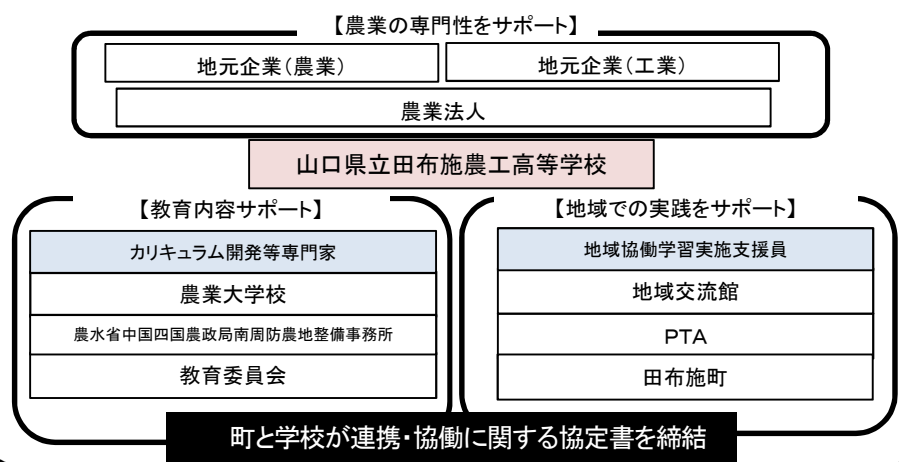 【農業の専門性をサポート】
地元企業(農業)
地元企業(工業)
農業法人
山口県立田布施農工高等学校
【教育内容サポート】
カリキュラム開発等専門家
農業大学校
農水省中国四国農政局南周防農地整備事務所
教育委員会
【地域での実践をサポート】
地域協働学習実施支援員
地域交流館
PTA
田布施町
町と学校が連携・協働に関する協定書を締結